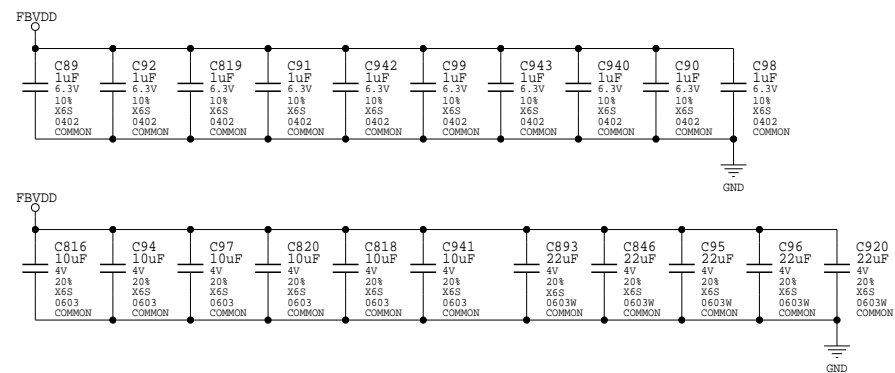 FBVDD
C89 C92 C819 C91 C942 C99 C943 C940 C90 C98
1uF 1uF 1uF 1uF 1uF 1uF 1uF 1uF 1uF 1uF
6.3V 6.3V 6.3V 6.3V 6.3V 6.3V 6.3V 6.3V 6.3V 6.3V
10% 10% 10% 10% 10% 10% 10% 10% 10% 10%
X6S X6S X6S X6S X6S X6S X6S X6S X6S X6S
0402 0402 0402 0402 0402 0402 0402 0402 0402 0402
COMMON COMMON COMMON COMMON COMMON COMMON COMMON COMMON COMMON COMMON
GND
FBVDD
C816 C94 C97 C820 C818 C941 C893 C846 C95 C96 C920
10uF 10uF 10uF 10uF 10uF 10uF 22uF 22uF 22uF 22uF 22uF
4V 4V 4V 4V 4V 4V 4V 4V 4V 4V 4V
20% 20% 20% 20% 20% 20% 20% 20% 20% 20% 20%
X6S X6S X6S X6S X6S X6S X6S X6S X6S X6S X6S
0603 0603 0603 0603 0603 0603 0603W 0603W 0603W 0603W 0603W
COMMON COMMON COMMON COMMON COMMON COMMON COMMON COMMON COMMON COMMON COMMON
GND